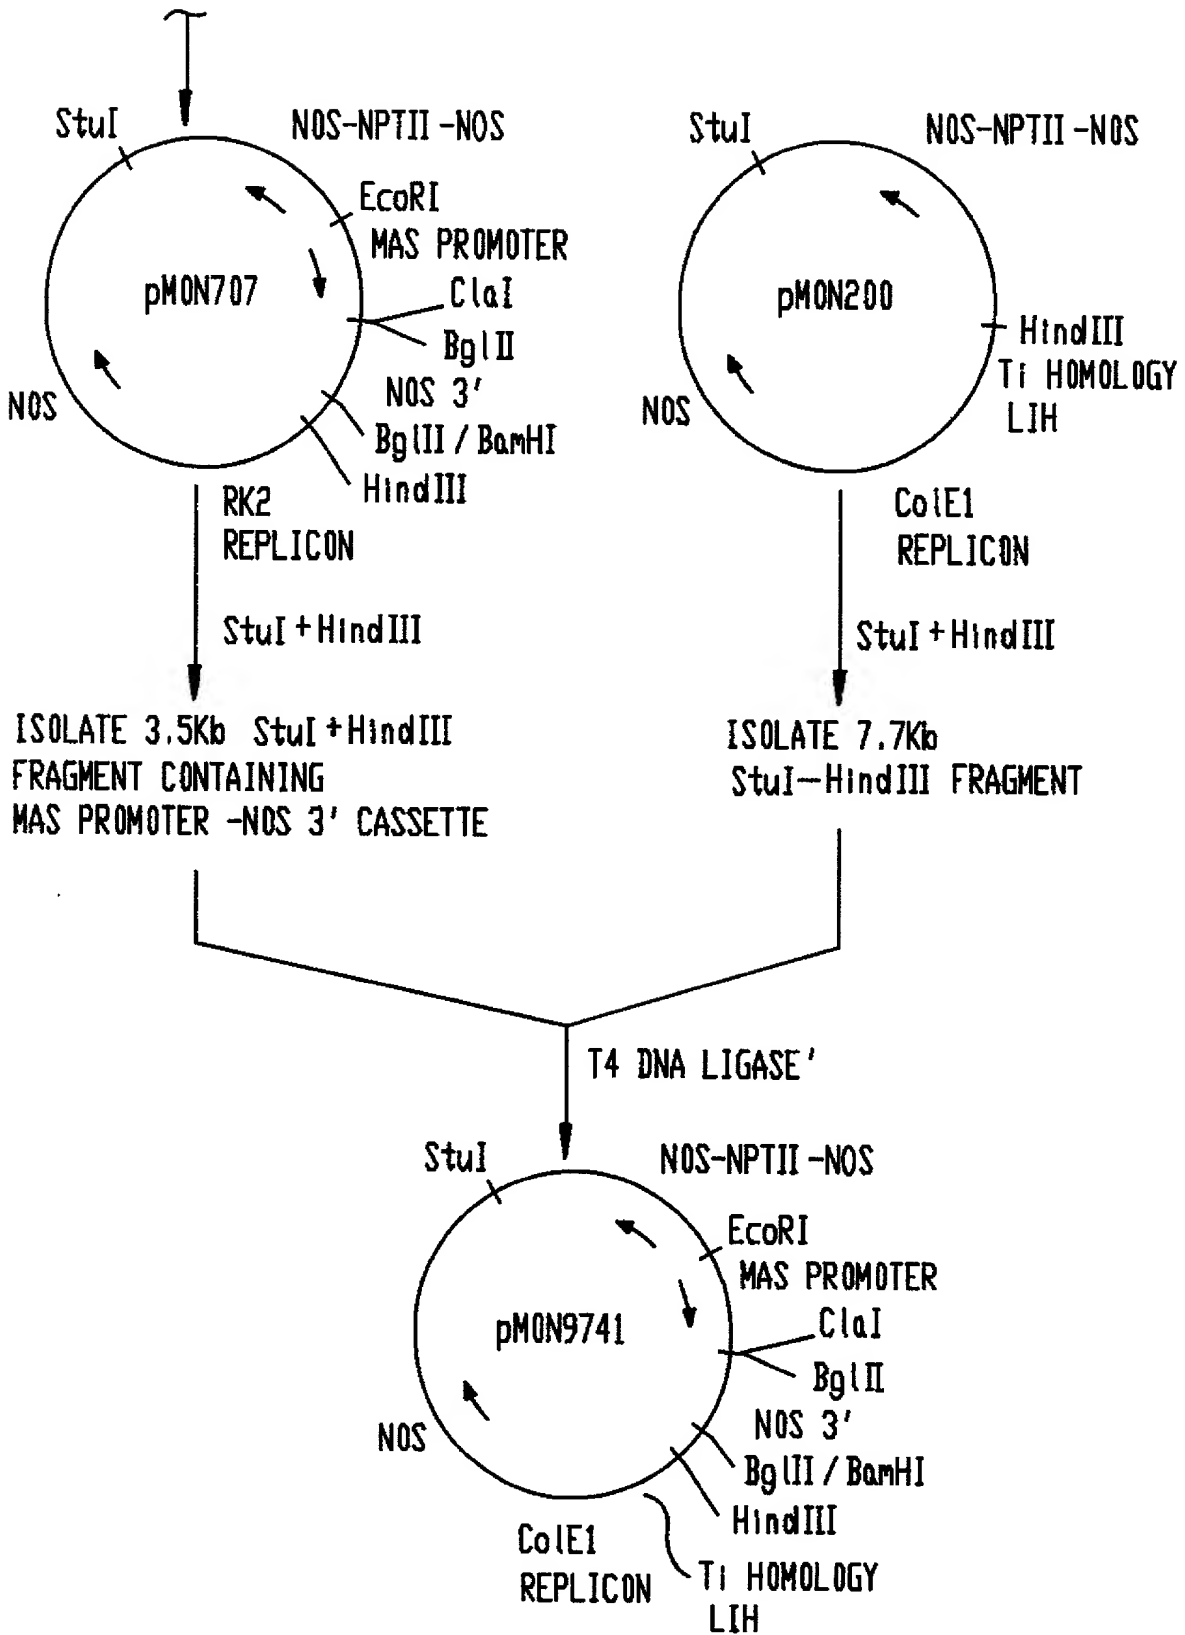 StuI
NOS-NPTII-NOS
EcoRI
MAS PROMOTER
pMON707
ClaI
BglII
NOS 3'
NOS
BglII / BamHI
HindIII
RK2
REPLICON
StuI+HindIII
ISOLATE 3.5Kb StuI+HindIII
FRAGMENT CONTAINING
MAS PROMOTER -NOS 3' CASSETTE
StuI
NOS-NPTII-NOS
pMON200
HindIII
Ti HOMOLOGY
LIH
NOS
ColE1
REPLICON
StuI+HindIII
ISOLATE 7.7Kb
StuI-HindIII FRAGMENT
T4 DNA LIGASE'
StuI
NOS-NPTII-NOS
EcoRI
MAS PROMOTER
pMON9741
ClaI
BglII
NOS 3'
NOS
BglII / BamHI
HindIII
ColE1
REPLICON
Ti HOMOLOGY
LIH